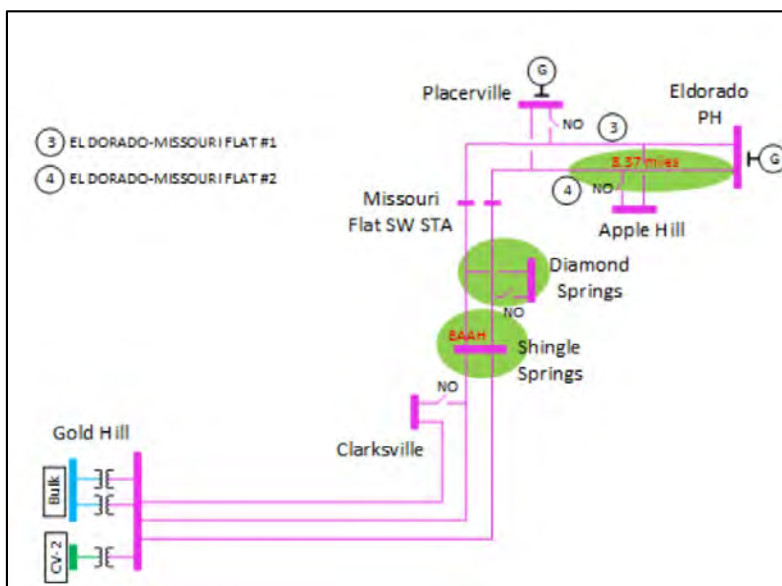 G
Placerville
Eldorado
PH
NO
3
3 EL DORADO-MISSOURI FLAT #1
4 EL DORADO-MISSOURI FLAT #2
8.37 miles
G
4
NO
Missouri
Flat SW STA
Apple Hill
Diamond
Springs
NO
BAAH
Shingle
Springs
NO
Gold Hill
Clarksville
Bulk
CV-2